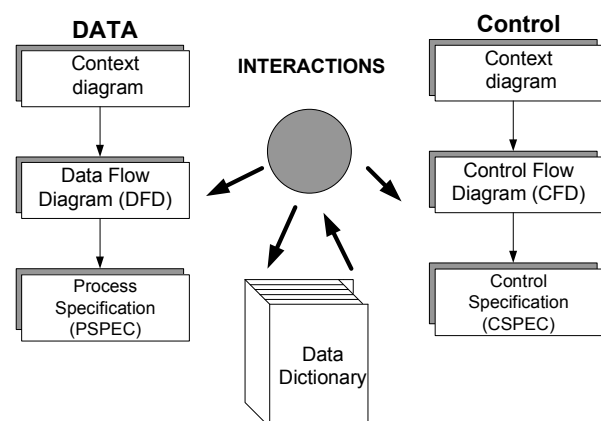 DATA
Context
diagram
Data Flow
Diagram (DFD)
Process
Specification
(PSPEC)
INTERACTIONS
Data
Dictionary
Control
Context
diagram
Control Flow
Diagram (CFD)
Control
Specification
(CSPEC)